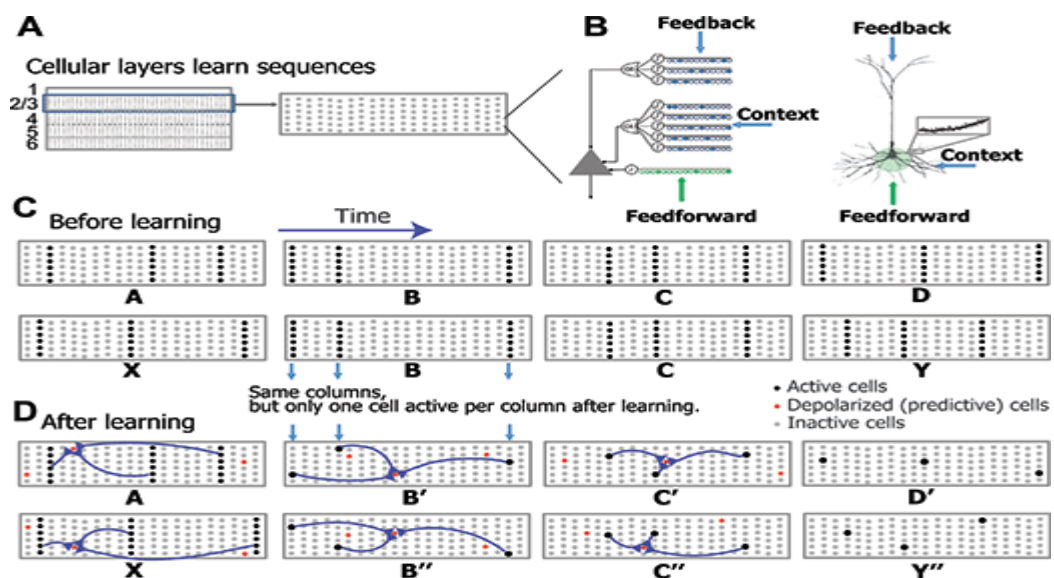 A
B
Cellular layers learn sequences
1
2/3
4
5
6
Feedback
Context
Feedforward
Feedback
Context
Feedforward
C
Before learning
Time
A
B
C
D
X
B
C
Y
Same columns,
but only one cell active per column after learning.
Active cells
Depolarized (predictive) cells
Inactive cells
D
After learning
A
B'
C'
D'
X
B''
C''
Y''